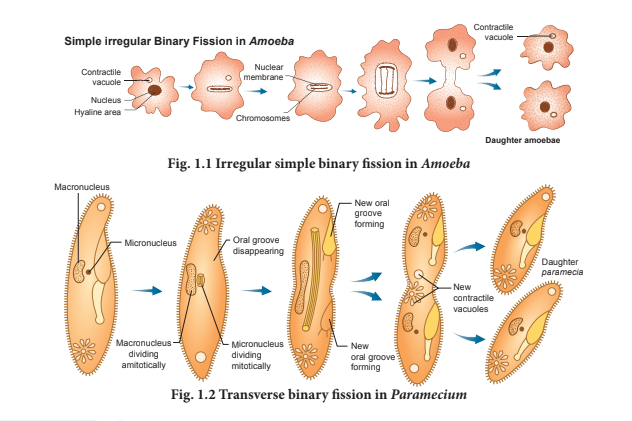 Simple irregular Binary Fission in Amoeba
Contractile
vacuole
Nucleus
Hyaline area
Nuclear
membrane
Chromosomes
Contractile
vacuole
Daughter amoebae
Fig. 1.1 Irregular simple binary fission in Amoeba
Macronucleus
Micronucleus
Oral groove
disappearing
Macronucleus
dividing
amitotically
Micronucleus
dividing
mitotically
New oral
groove
forming
New
oral groove
forming
New
contractile
vacuoles
Daughter
paramecia
Fig. 1.2 Transverse binary fission in Paramecium